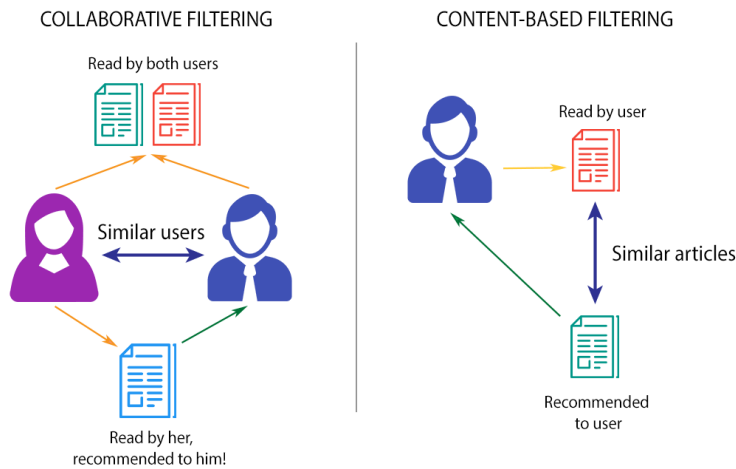 COLLABORATIVE FILTERING
Read by both users
Similar users
Read by her,
recommended to him!
CONTENT-BASED FILTERING
Read by user
Similar articles
Recommended
to user